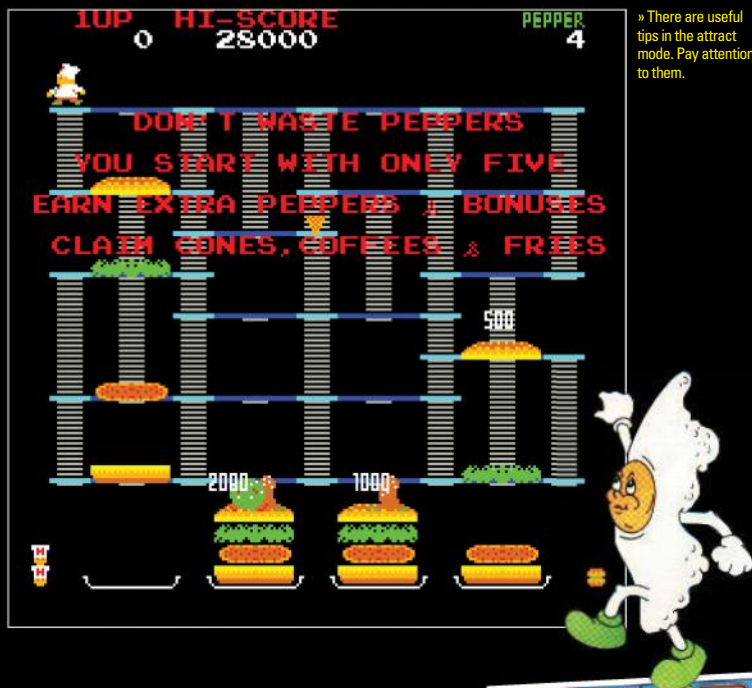 1UP HI-SCORE PEPPER
0 28000 4
DON'T WASTE PEPPERS
YOU START WITH ONLY FIVE
EARN EXTRA PEPPERS & BONUSES
CLAIM CONES, COFFEES & FRIES
500
2000 1000
H
H
» There are useful
tips in the attract
mode. Pay attention
to them.